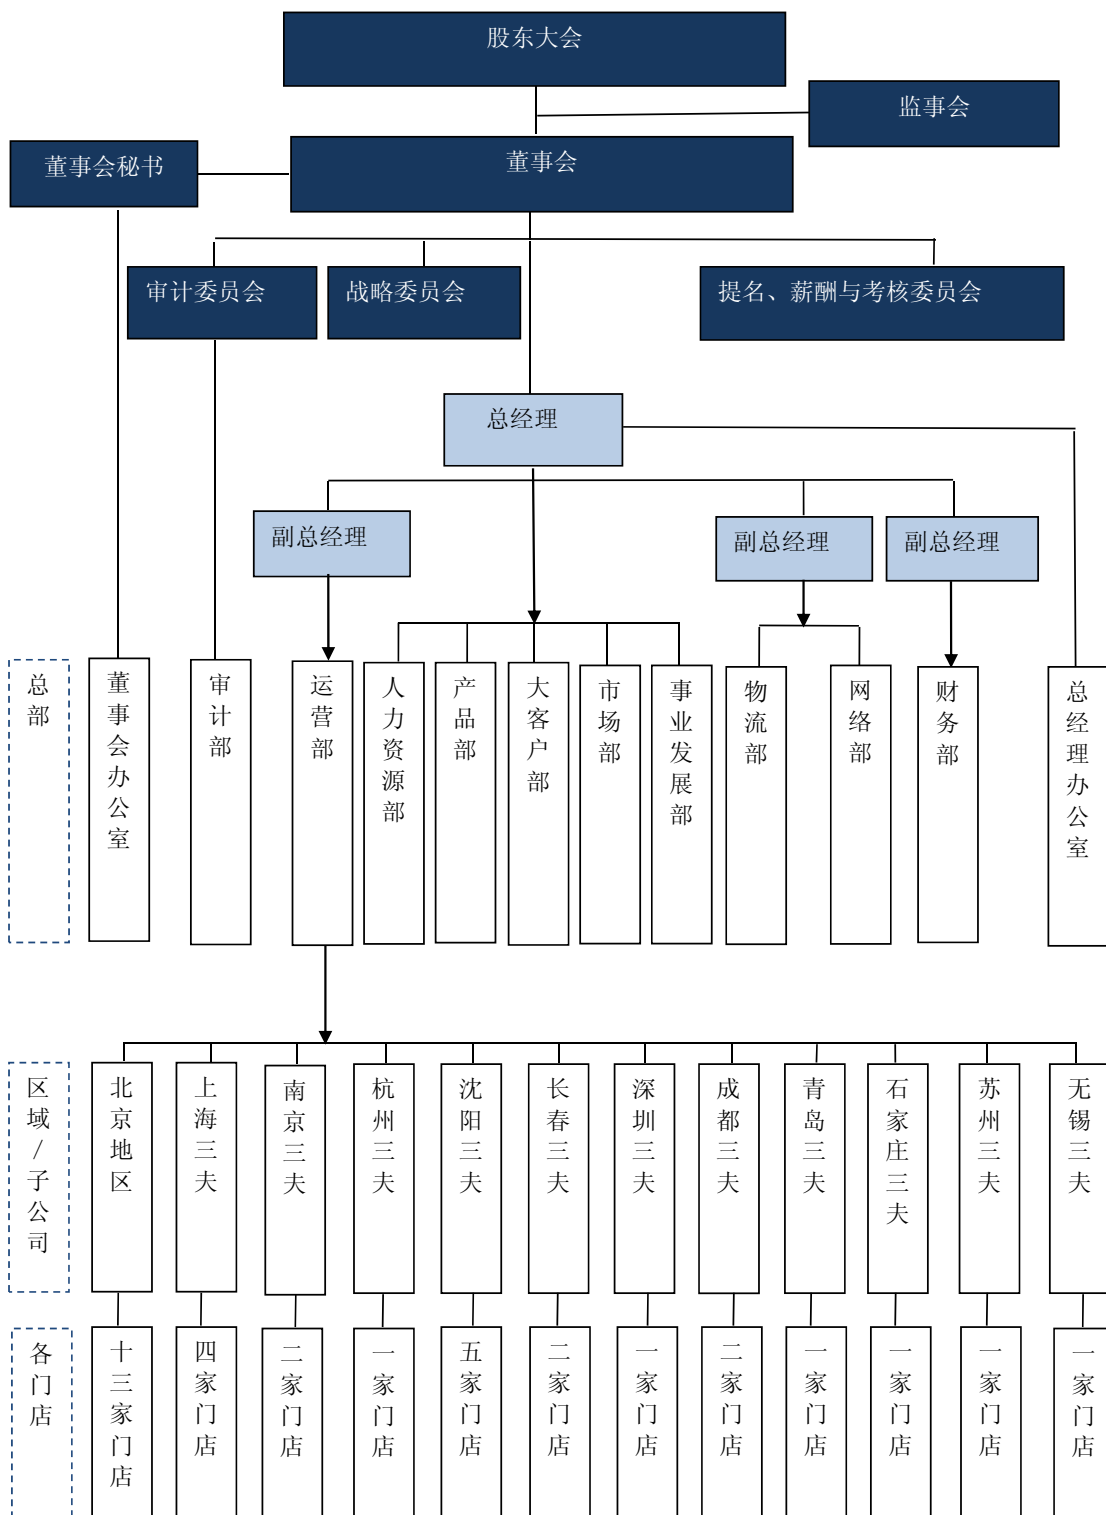 股东大会
监事会
董事会秘书
董事会
审计委员会
战略委员会
提名、薪酬与考核委员会
总经理
副总经理
副总经理
副总经理
总部
董事会办公室
审计部
运营部
人力资源部
产品部
大客户部
市场部
事业发展部
物流部
网络部
财务部
总经理办公室
区域/子公司
北京地区
上海三夫
南京三夫
杭州三夫
沈阳三夫
长春三夫
深圳三夫
成都三夫
青岛三夫
石家庄三夫
苏州三夫
无锡三夫
各门店
十三家门店
四家门店
二家门店
一家门店
五家门店
二家门店
一家门店
二家门店
一家门店
一家门店
一家门店
一家门店